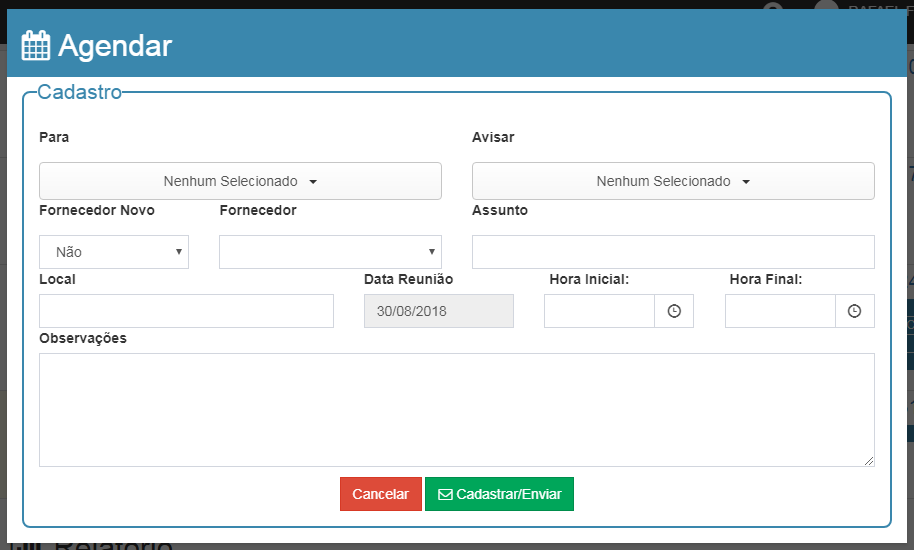 Agendar
Cadastro
Para Avisar
Nenhum Selecionado Nenhum Selecionado
Fornecedor Novo Fornecedor Assunto
Não
Local Data Reunião Hora Inicial: Hora Final:
30/08/2018
Observações
Cancelar Cadastrar/Enviar
Relatório